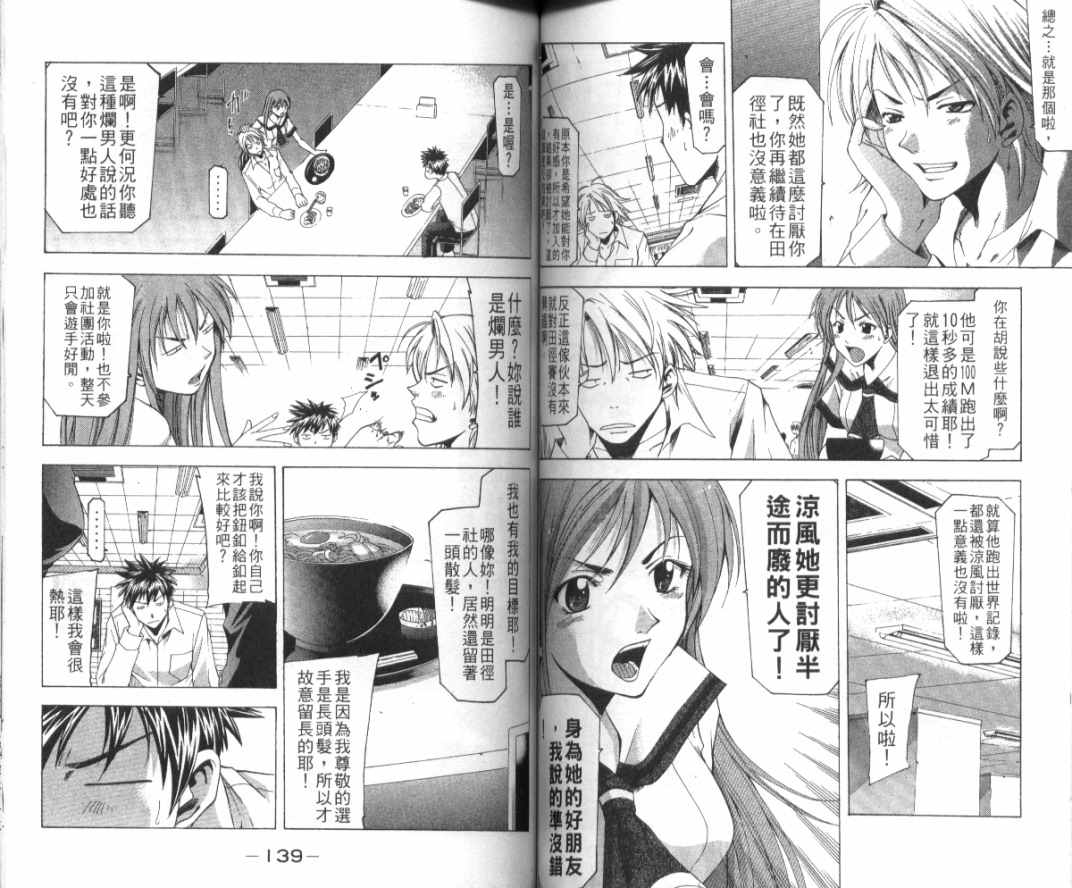 總之…就是那個啦，
既然她都這麼討厭你
了，你再繼續待在田
徑社也沒意義啦。
會…會嗎？
原本你是希望她能對你
有好感，所以才加入的
你在胡說些什麼啊？
他可是100M跑出了
10秒多的成績耶！
就這樣退出太可惜
了！
反正這傢伙本來
就對田徑賽沒有
就算他跑出世界記錄，
都還被涼風討厭，這樣
一點意義也沒有啦！
所以啦！
涼風她更討厭半
途而廢的人了！
身為她的好朋友
，我說的準沒錯
！
是…是喔？
ガタ
……
是啊！更何況你聽
這種爛男人說的話
，對你一點好處也
沒有吧？
什麼？妳說誰
是爛男人！
ペシ
就是你啦！也不參
加社團活動，整天
只會遊手好閒。
我也有我的目標耶！
哪像妳！明明是田徑
社的人，居然還留著
一頭散髮！
我是因為我尊敬的選
手是長頭髮，所以才
故意留長的耶！
我說你啊！你自己
才該把鈕釦給釦起
來比較好吧？
……
這樣我會很
熱耶！
—139—